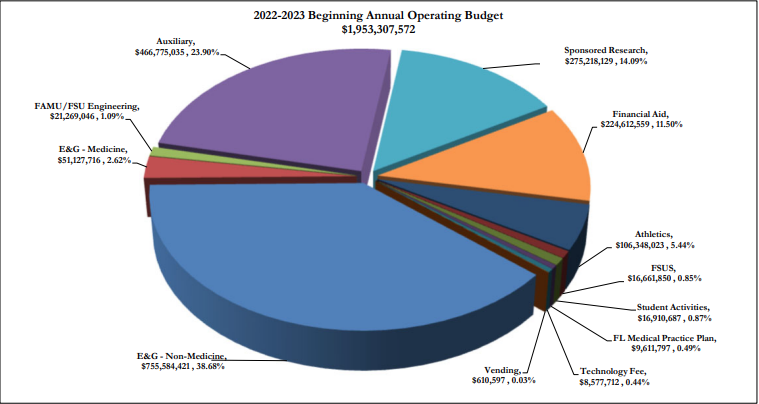 2022-2023 Beginning Annual Operating Budget
$1,953,307,572
Auxiliary,
$466,775,035 , 23.90%
Sponsored Research,
$275,218,129 , 14.09%
FAMU/FSU Engineering,
$21,269,046 , 1.09%
Financial Aid,
$224,612,559 , 11.50%
E&G - Medicine,
$51,127,716 , 2.62%
Athletics,
$106,348,023 , 5.44%
FSUS,
$16,661,850 , 0.85%
Student Activities,
$16,910,687 , 0.87%
FL Medical Practice Plan,
$9,611,797 , 0.49%
E&G - Non-Medicine,
$755,584,421 , 38.68%
Vending,
$610,597 , 0.03%
Technology Fee,
$8,577,712 , 0.44%